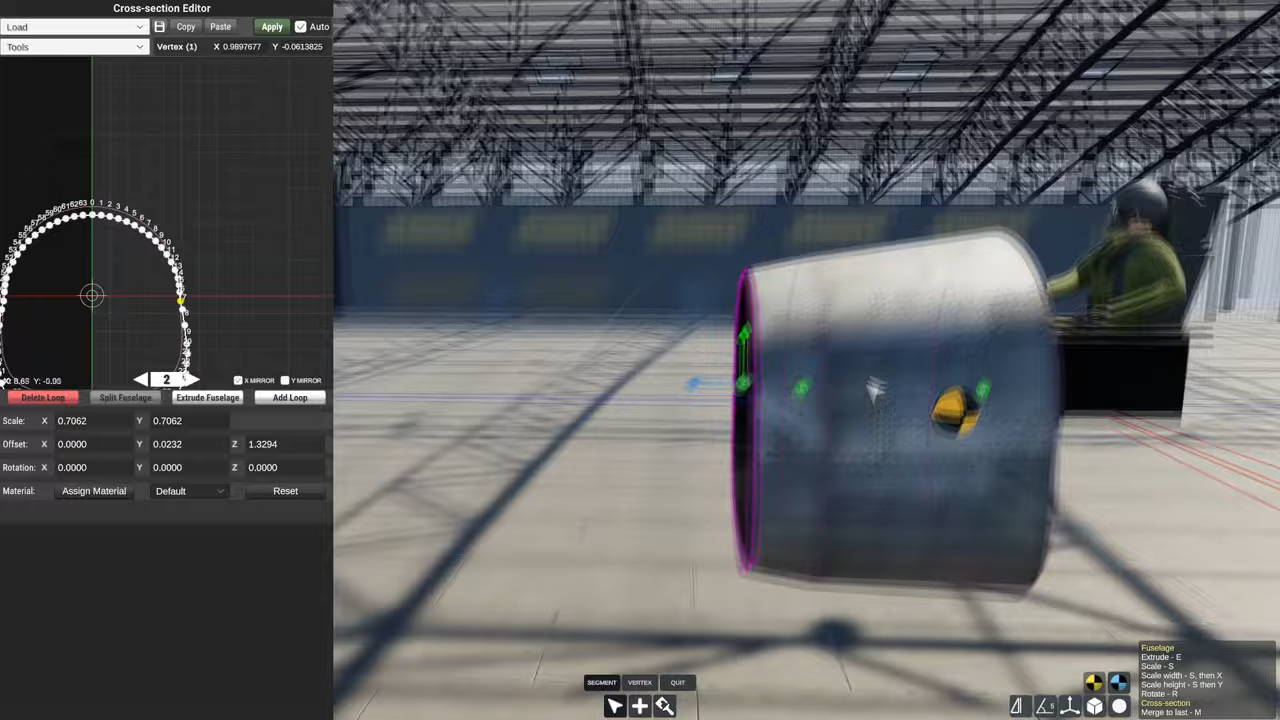 Cross-section Editor
Load Copy Paste Apply Auto
Tools Vertex (1) X 0.9897677 Y -0.0613825
2 X MIRROR Y MIRROR
Delete Loop Split Fuselage Extrude Fuselage Add Loop
Scale: X 0.7062 Y 0.7062
Offset: X 0.0000 Y 0.0232 Z 1.3294
Rotation: X 0.0000 Y 0.0000 Z 0.0000
Material: Assign Material Default Reset
SEGMENT VERTEX QUIT
Fuselage
Extrude - E
Scale - S
Scale width - S, then X
Scale height - S then Y
Rotate - R
Cross-section
Merge to last - M